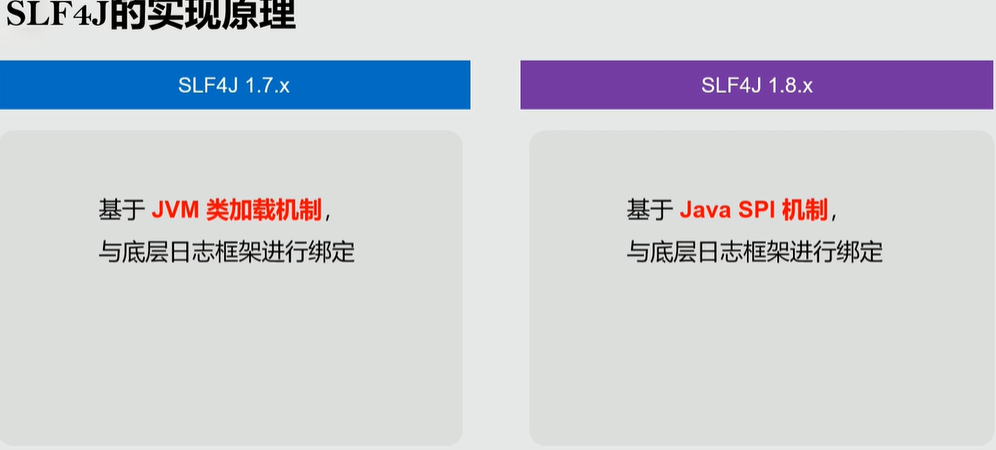 SLF4J的实现原理
SLF4J 1.7.x
基于 JVM 类加载机制，
与底层日志框架进行绑定
SLF4J 1.8.x
基于 Java SPI 机制，
与底层日志框架进行绑定